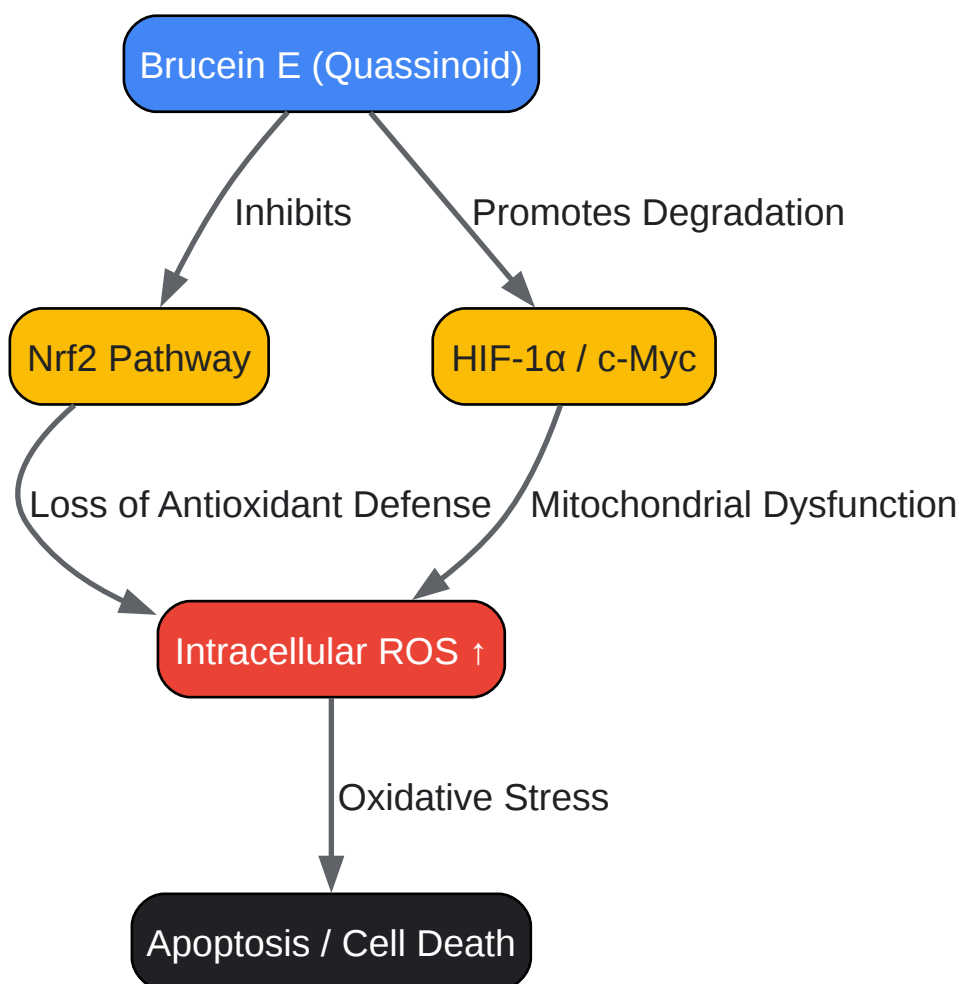 Brucein E (Quassinoid)
Inhibits
Promotes Degradation
Nrf2 Pathway
HIF-1α / c-Myc
Loss of Antioxidant Defense
Mitochondrial Dysfunction
Intracellular ROS ↑
Oxidative Stress
Apoptosis / Cell Death